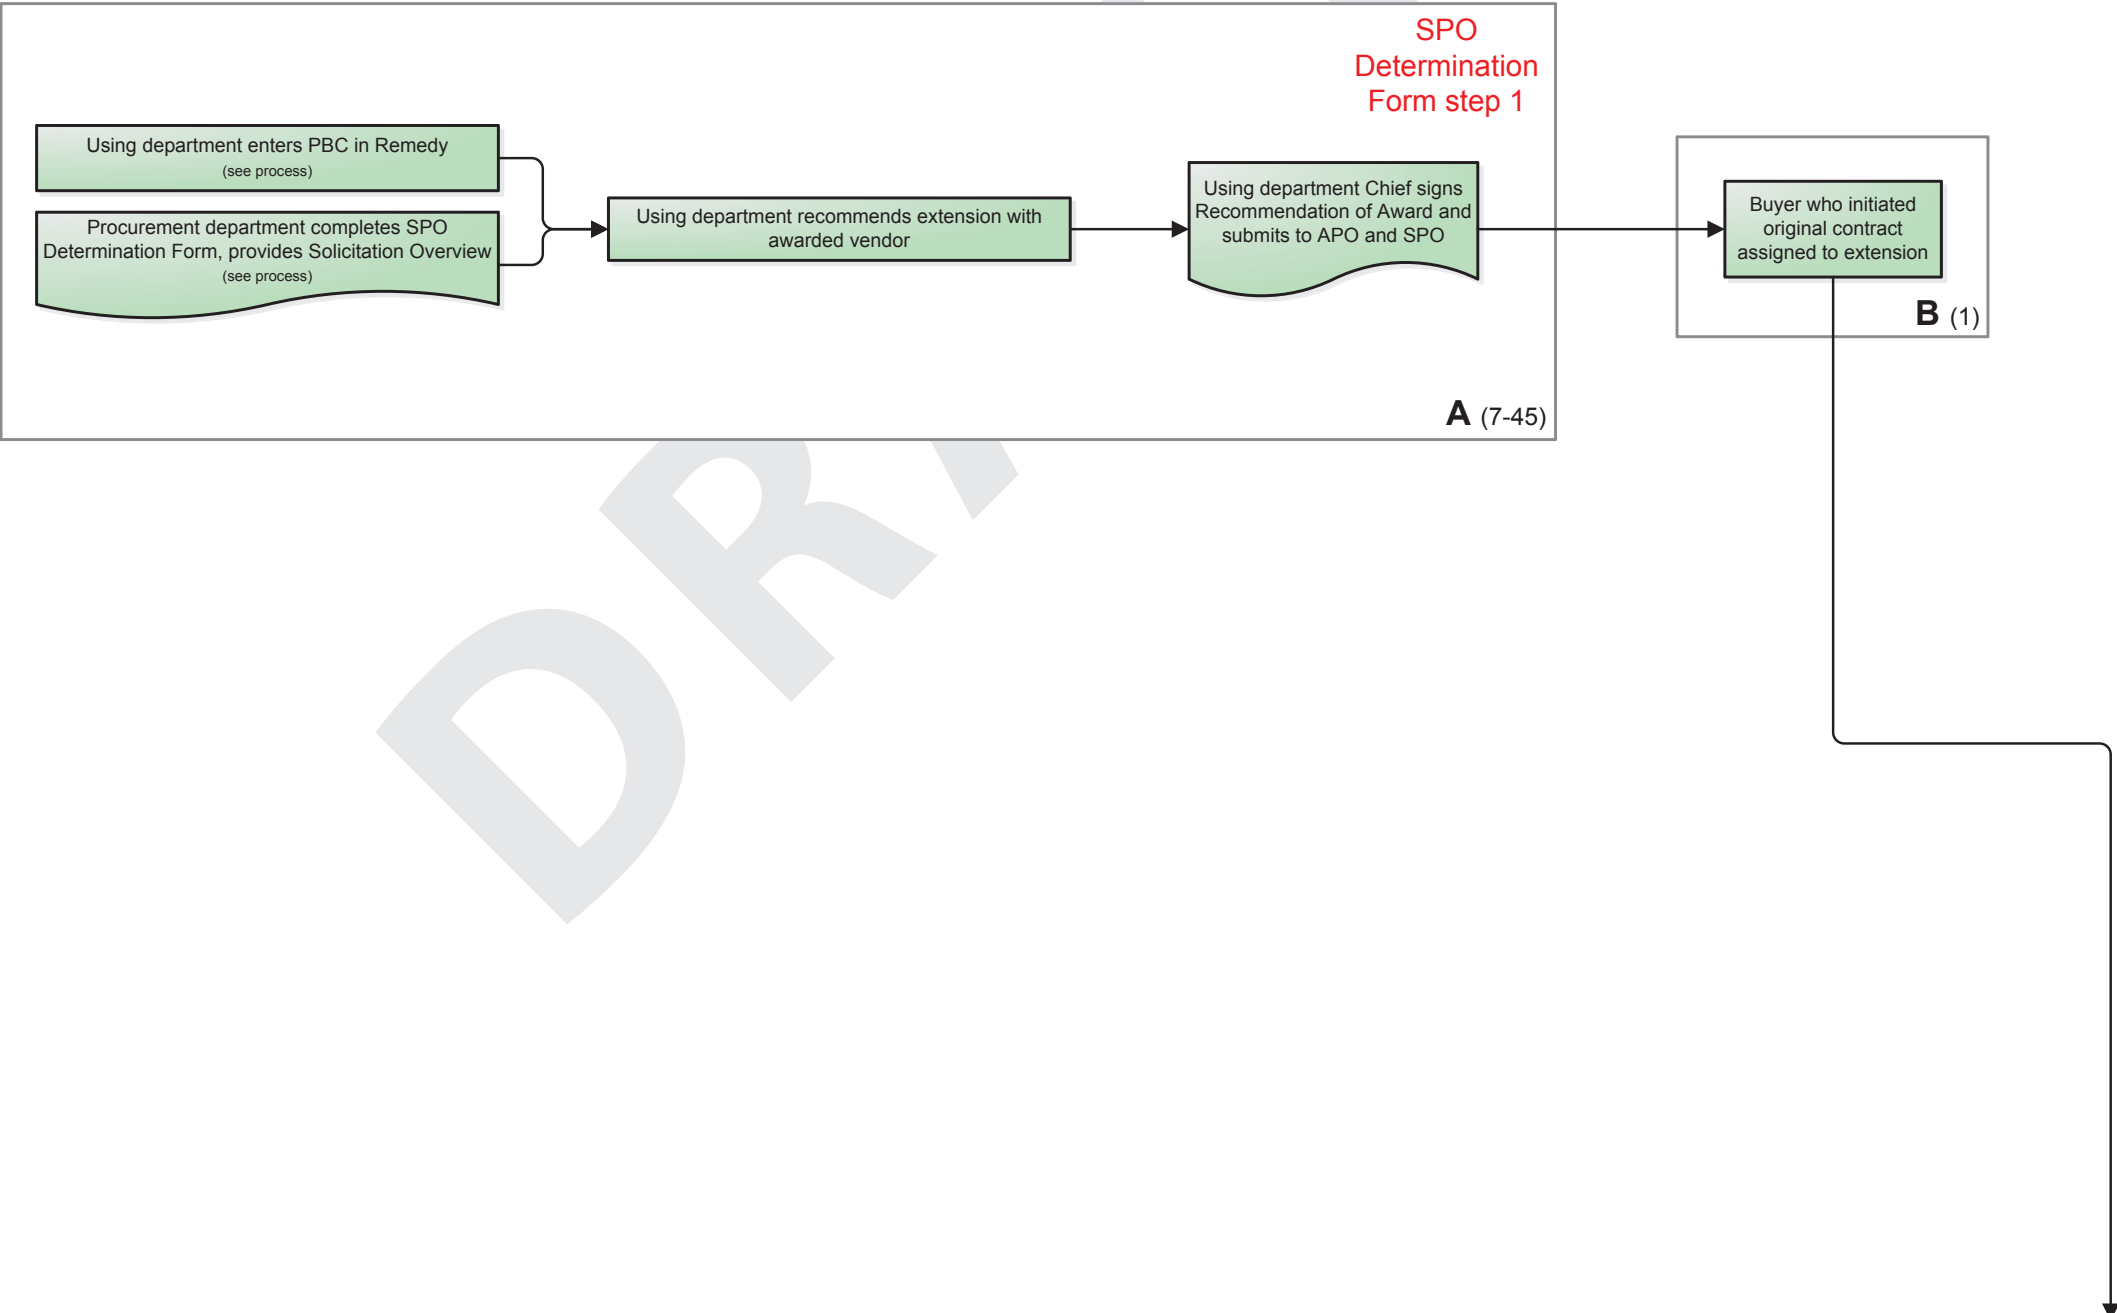 SPO
Determination
Form step 1
Using department enters PBC in Remedy
(see process)
Procurement department completes SPO
Determination Form, provides Solicitation Overview
(see process)
Using department recommends extension with
awarded vendor
Using department Chief signs
Recommendation of Award and
submits to APO and SPO
Buyer who initiated
original contract
assigned to extension
B (1)
A (7-45)